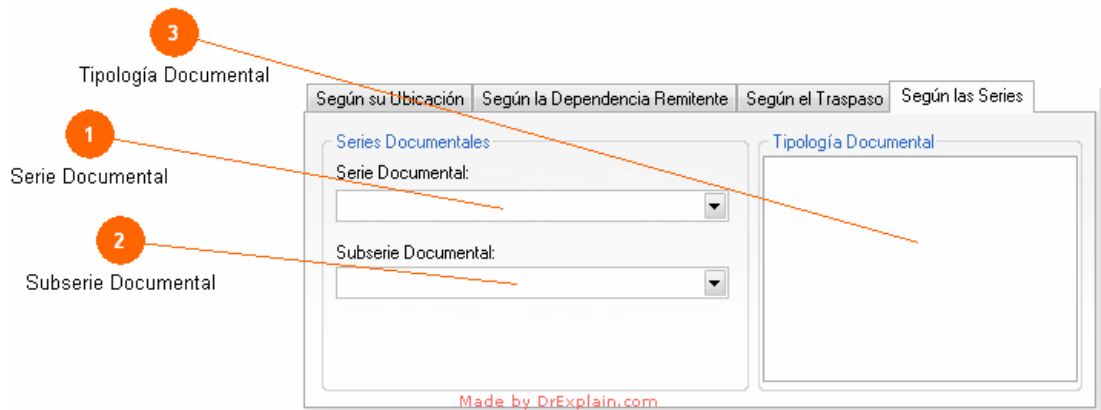 3
Tipología Documental
Según su Ubicación Según la Dependencia Remitente Según el Traspaso Según las Series
1
Serie Documental
Series Documentales
Serie Documental:
Tipología Documental
2
Subserie Documental
Subserie Documental:
Made by DrExplain.com